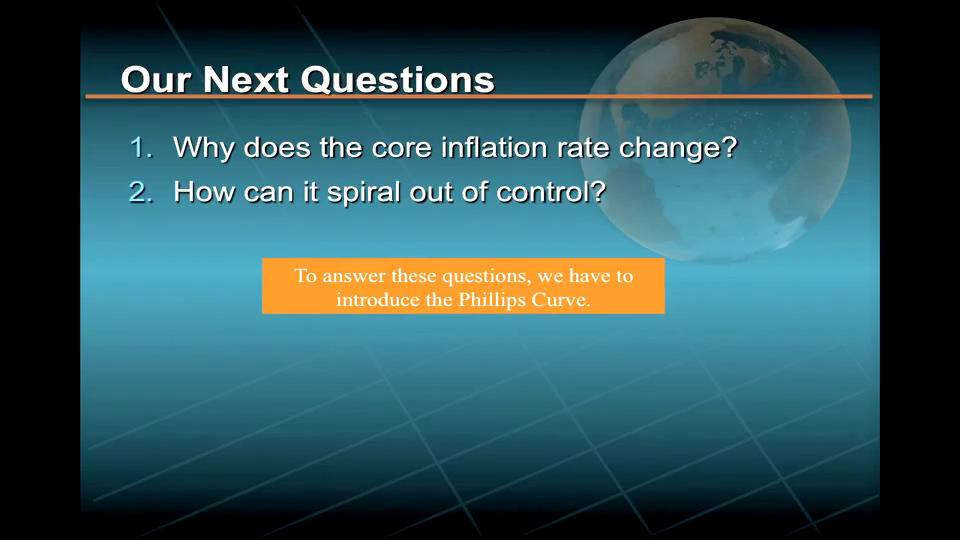 Our Next Questions
1. Why does the core inflation rate change?
2. How can it spiral out of control?
To answer these questions, we have to
introduce the Phillips Curve.